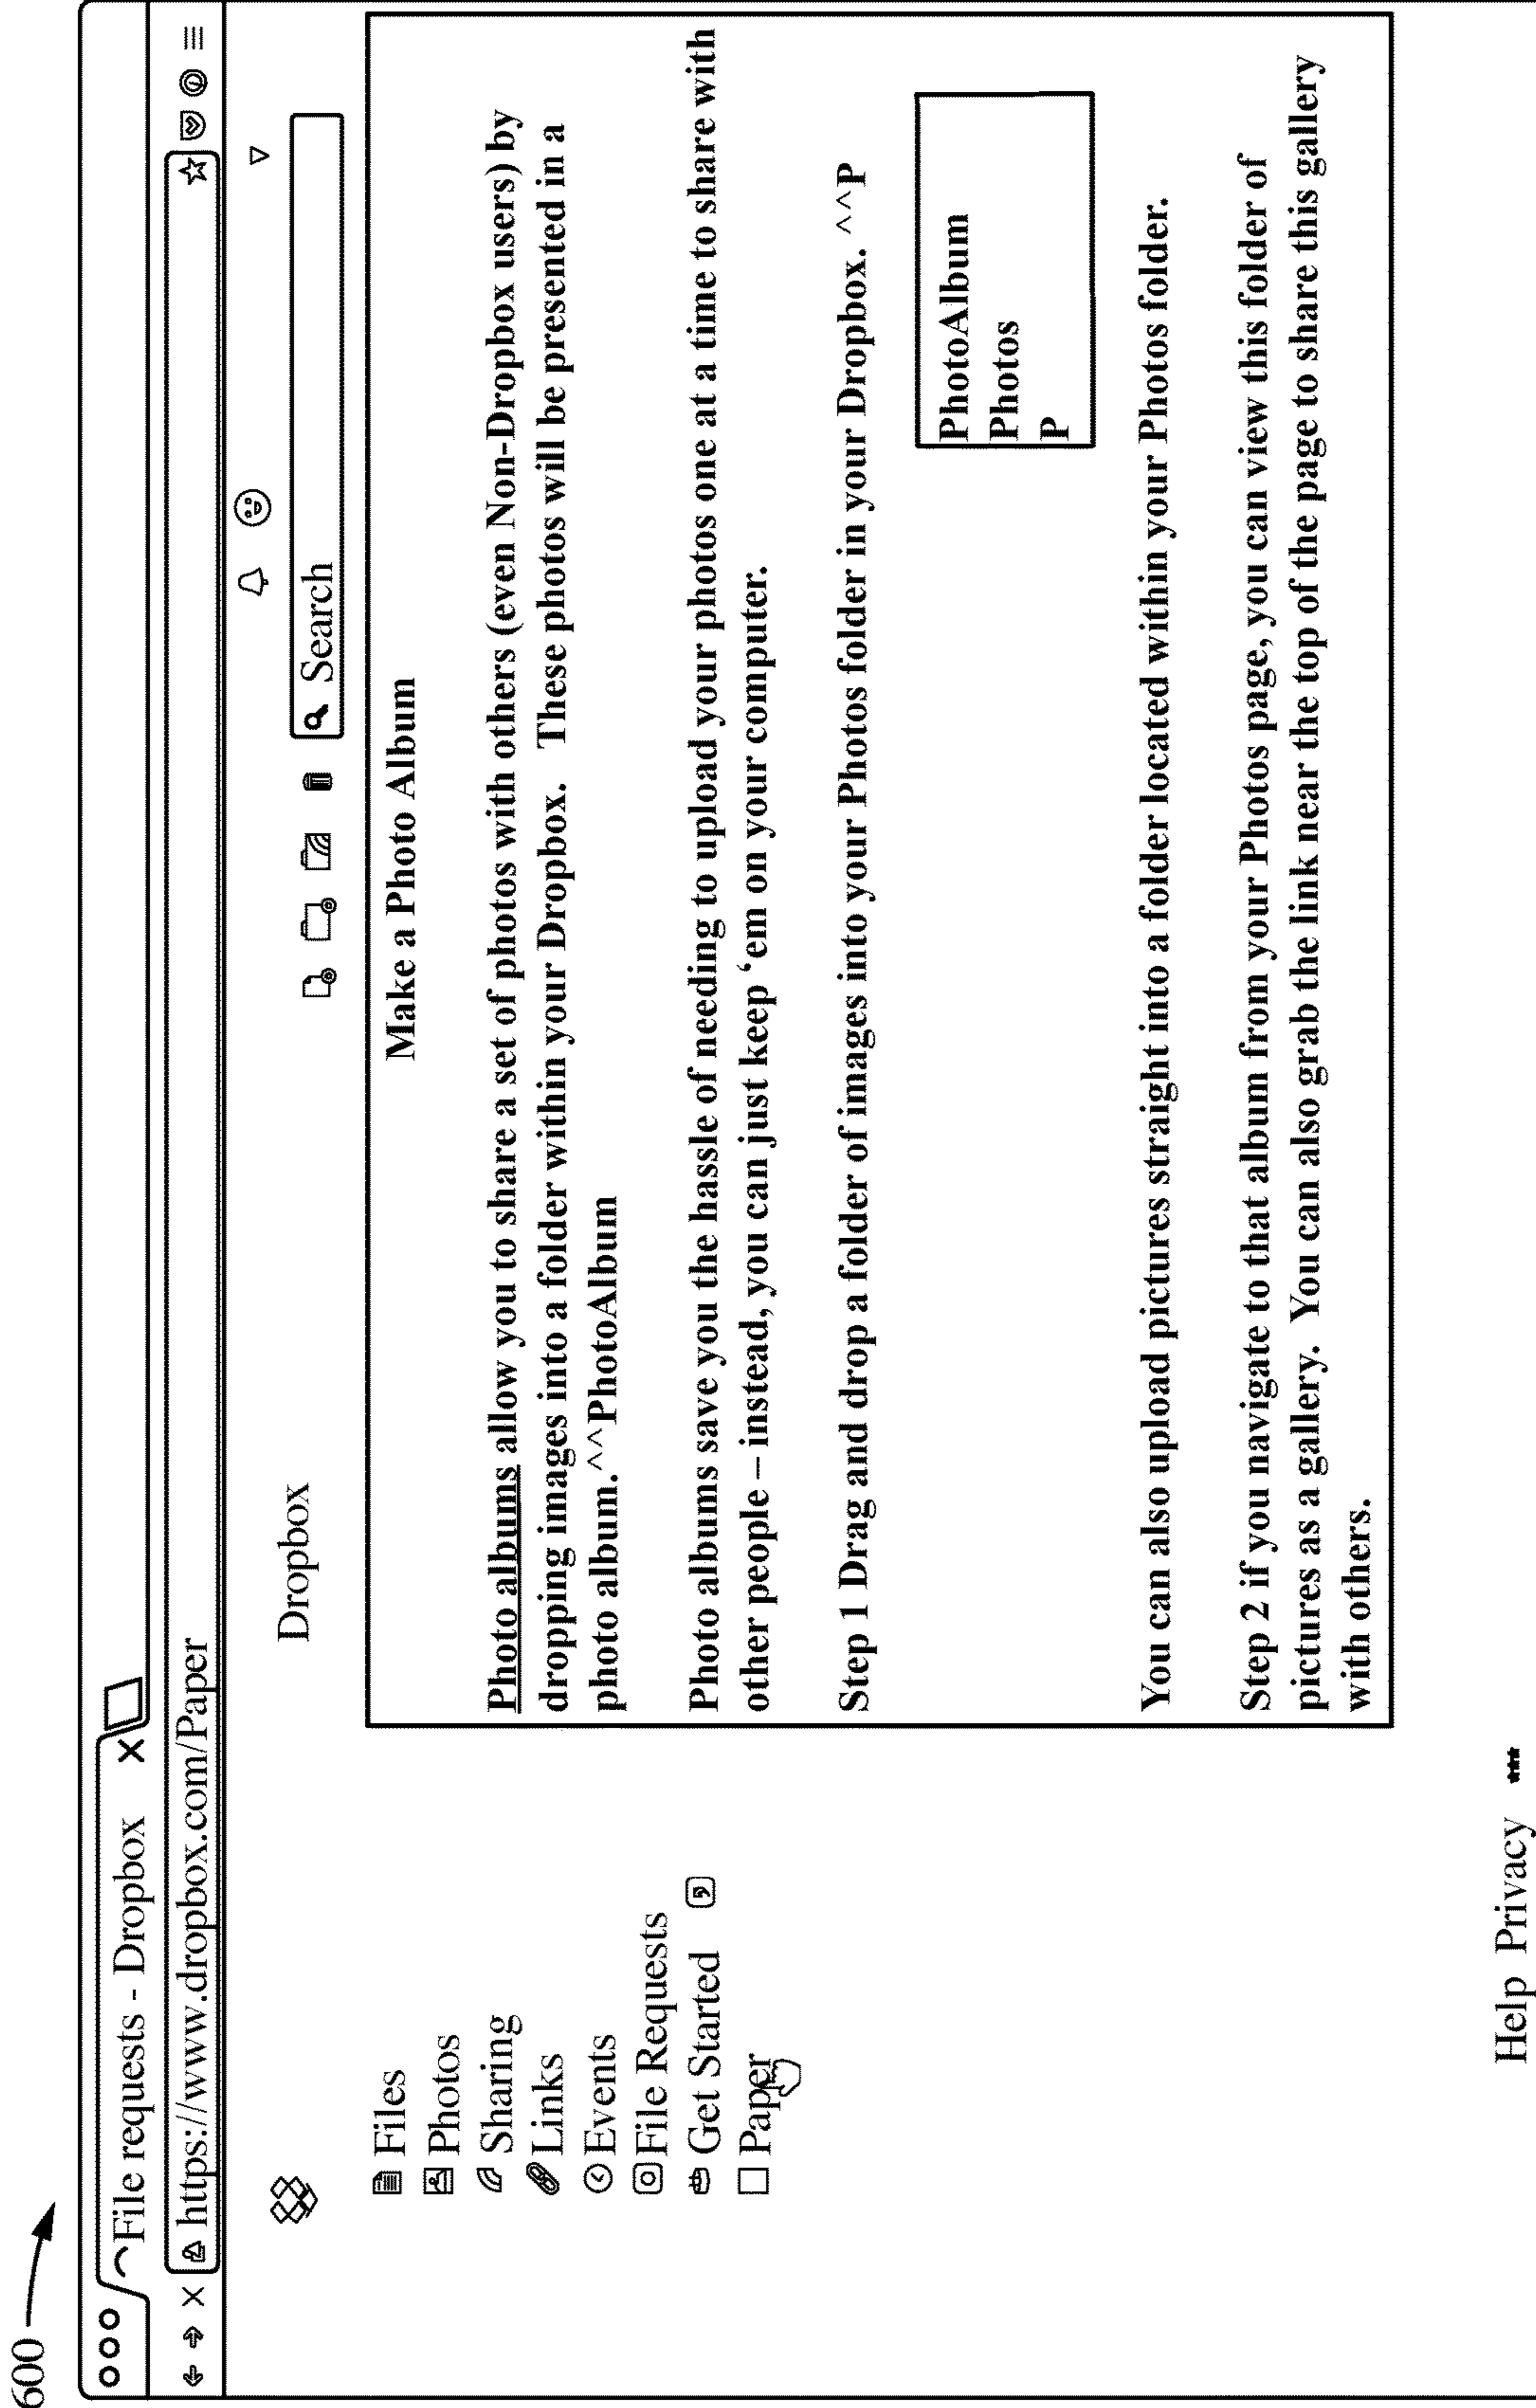 600
File requests - Dropbox X
https://www.dropbox.com/Paper
Dropbox
Search
Files
Photos
Sharing
Links
Events
File Requests
Get Started
Paper
Make a Photo Album
Photo albums allow you to share a set of photos with others (even Non-Dropbox users) by
dropping images into a folder within your Dropbox. These photos will be presented in a
photo album.^^PhotoAlbum
Photo albums save you the hassle of needing to upload your photos one at a time to share with
other people – instead, you can just keep ‘em on your computer.
Step 1 Drag and drop a folder of images into your Photos folder in your Dropbox. ^^P
PhotoAlbum
Photos
P
You can also upload pictures straight into a folder located within your Photos folder.
Step 2 if you navigate to that album from your Photos page, you can view this folder of
pictures as a gallery. You can also grab the link near the top of the page to share this gallery
with others.
Help Privacy